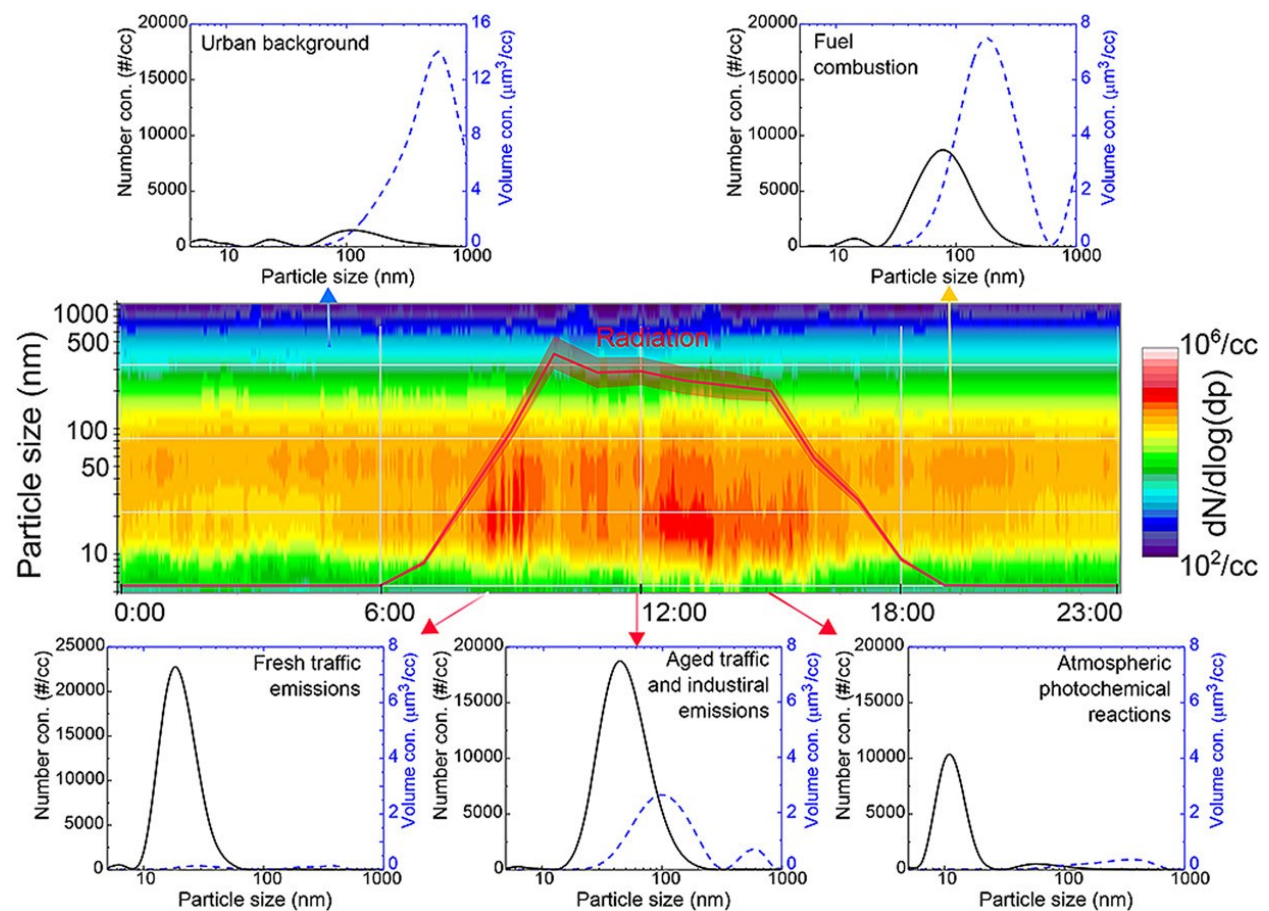 Urban background
Number con. (#/cc)
20000
15000
10000
5000
0
16
12
8
4
0
Volume con. (μm³/cc)
10
100
1000
Particle size (nm)
Fuel
combustion
Number con. (#/cc)
20000
15000
10000
5000
0
8
6
4
2
0
Volume con. (μm³/cc)
10
100
1000
Particle size (nm)
Radiation
Particle size (nm)
1000
500
100
50
10
0:00
6:00
12:00
18:00
23:00
10⁶/cc
dN/dlog(dp)
10²/cc
Fresh traffic
emissions
Number con. (#/cc)
25000
20000
15000
10000
5000
0
8
6
4
2
0
Volume con. (μm³/cc)
10
100
1000
Particle size (nm)
Aged traffic
and industiral
emissions
Number con. (#/cc)
20000
15000
10000
5000
0
8
6
4
2
0
Volume con. (μm³/cc)
10
100
1000
Particle size (nm)
Atmospheric
photochemical
reactions
Number con. (#/cc)
20000
15000
10000
5000
0
8
6
4
2
0
Volume con. (μm³/cc)
10
100
1000
Particle size (nm)